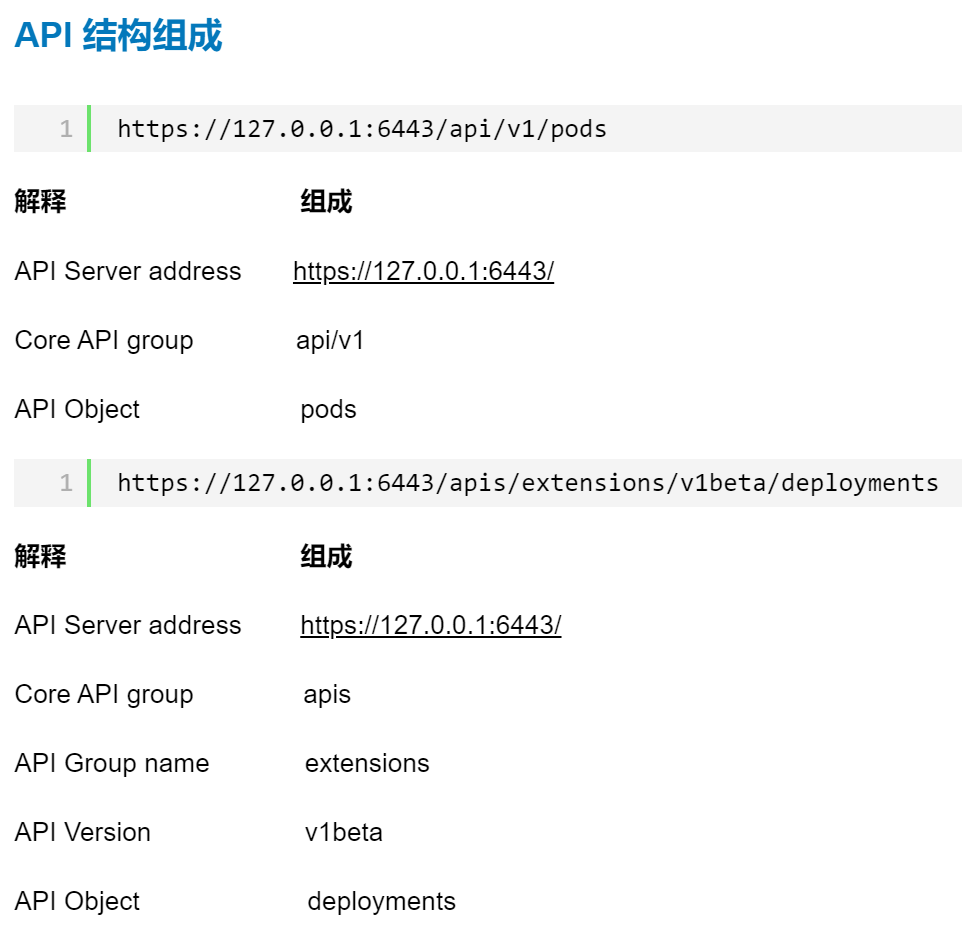 API 结构组成
1 https://127.0.0.1:6443/api/v1/pods
解释 组成
API Server address https://127.0.0.1:6443/
Core API group api/v1
API Object pods
1 https://127.0.0.1:6443/apis/extensions/v1beta/deployments
解释 组成
API Server address https://127.0.0.1:6443/
Core API group apis
API Group name extensions
API Version v1beta
API Object deployments